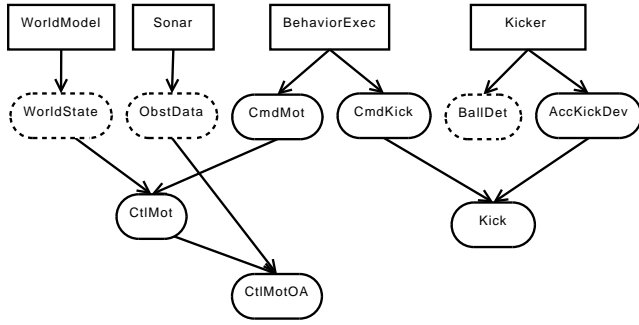 WorldModel
Sonar
BehaviorExec
Kicker
WorldState
ObstData
CmdMot
CmdKick
BallDet
AccKickDev
CtlMot
Kick
CtlMotOA